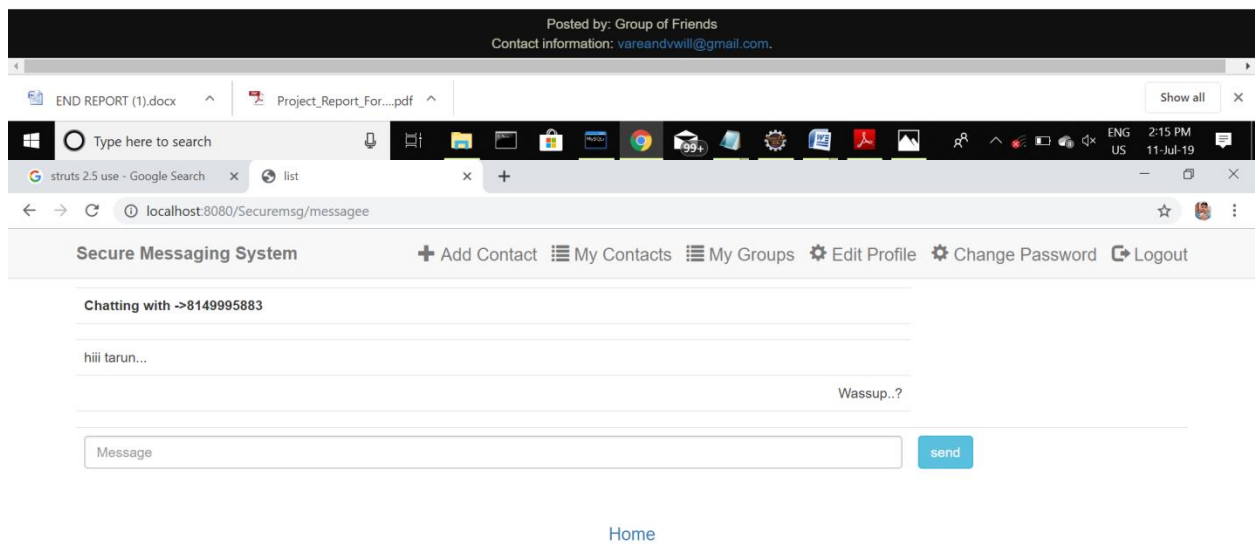 Posted by: Group of Friends
Contact information: vareandvwill@gmail.com.
END REPORT (1).docx Project_Report_For....pdf Show all
Type here to search 99+ ENG 2:15 PM
US 11-Jul-19
struts 2.5 use - Google Search list
localhost:8080/Securemsg/messagee
Secure Messaging System Add Contact My Contacts My Groups Edit Profile Change Password Logout
Chatting with ->8149995883
hiii tarun...
Wassup..?
Message send
Home